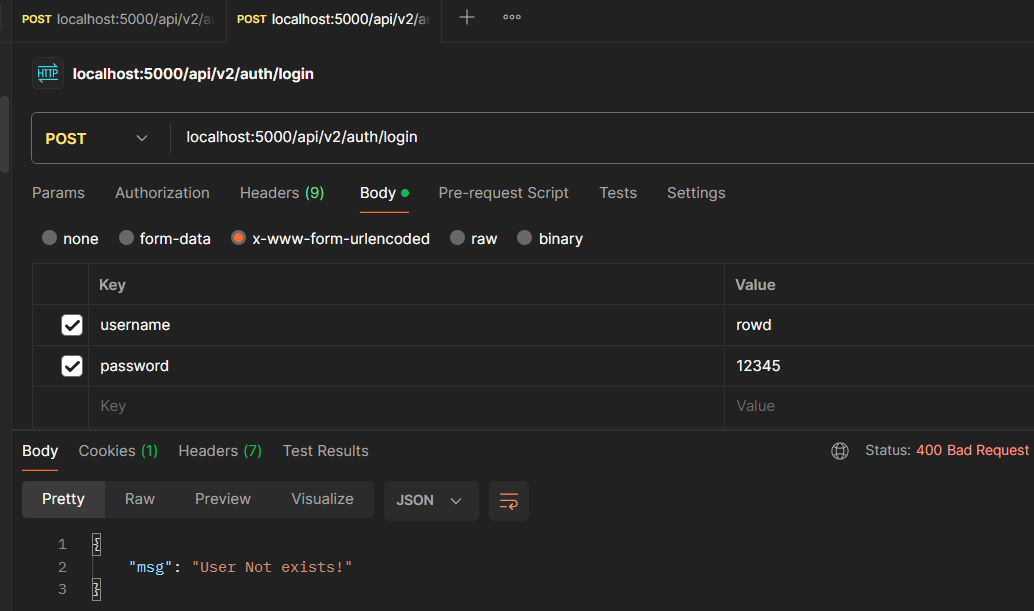 POST localhost:5000/api/v2/a
POST localhost:5000/api/v2/a
HTTP localhost:5000/api/v2/auth/login
POST localhost:5000/api/v2/auth/login
Params Authorization Headers (9) Body Pre-request Script Tests Settings
none form-data x-www-form-urlencoded raw binary
Key Value
username rowd
password 12345
Key Value
Body Cookies (1) Headers (7) Test Results Status: 400 Bad Request
Pretty Raw Preview Visualize JSON
1 {
2 "msg": "User Not exists!"
3 }